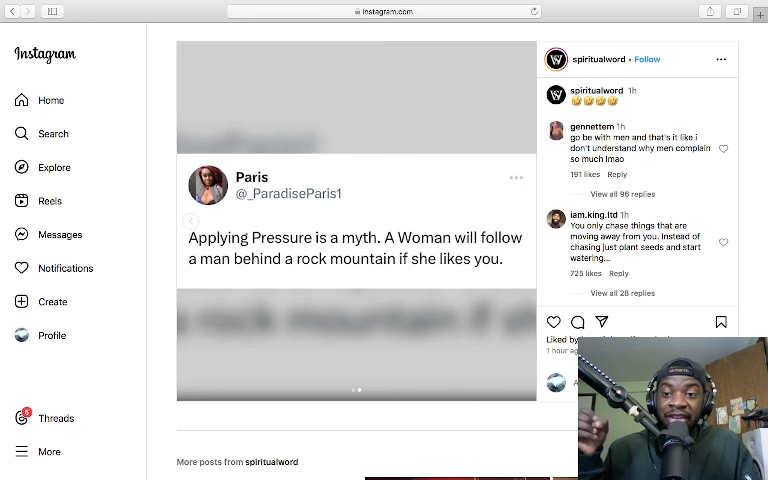 instagram.com
Instagram
Home
Search
Explore
Reels
Messages
Notifications
Create
Profile
6
Threads
More
Paris
@_ParadiseParis1
Applying Pressure is a myth. A Woman will follow
a man behind a rock mountain if she likes you.
More posts from spiritualword
spiritualword • Follow
spiritualword 1h
🤣🤣🤣🤣
gennettem 1h
go be with men and that's it like i
don't understand why men complain
so much lmao
191 likes Reply
View all 96 replies
iam.king.ltd 1h
You only chase things that are
moving away from you. Instead of
chasing just plant seeds and start
watering...
725 likes Reply
View all 28 replies
Liked by
1 hour ag